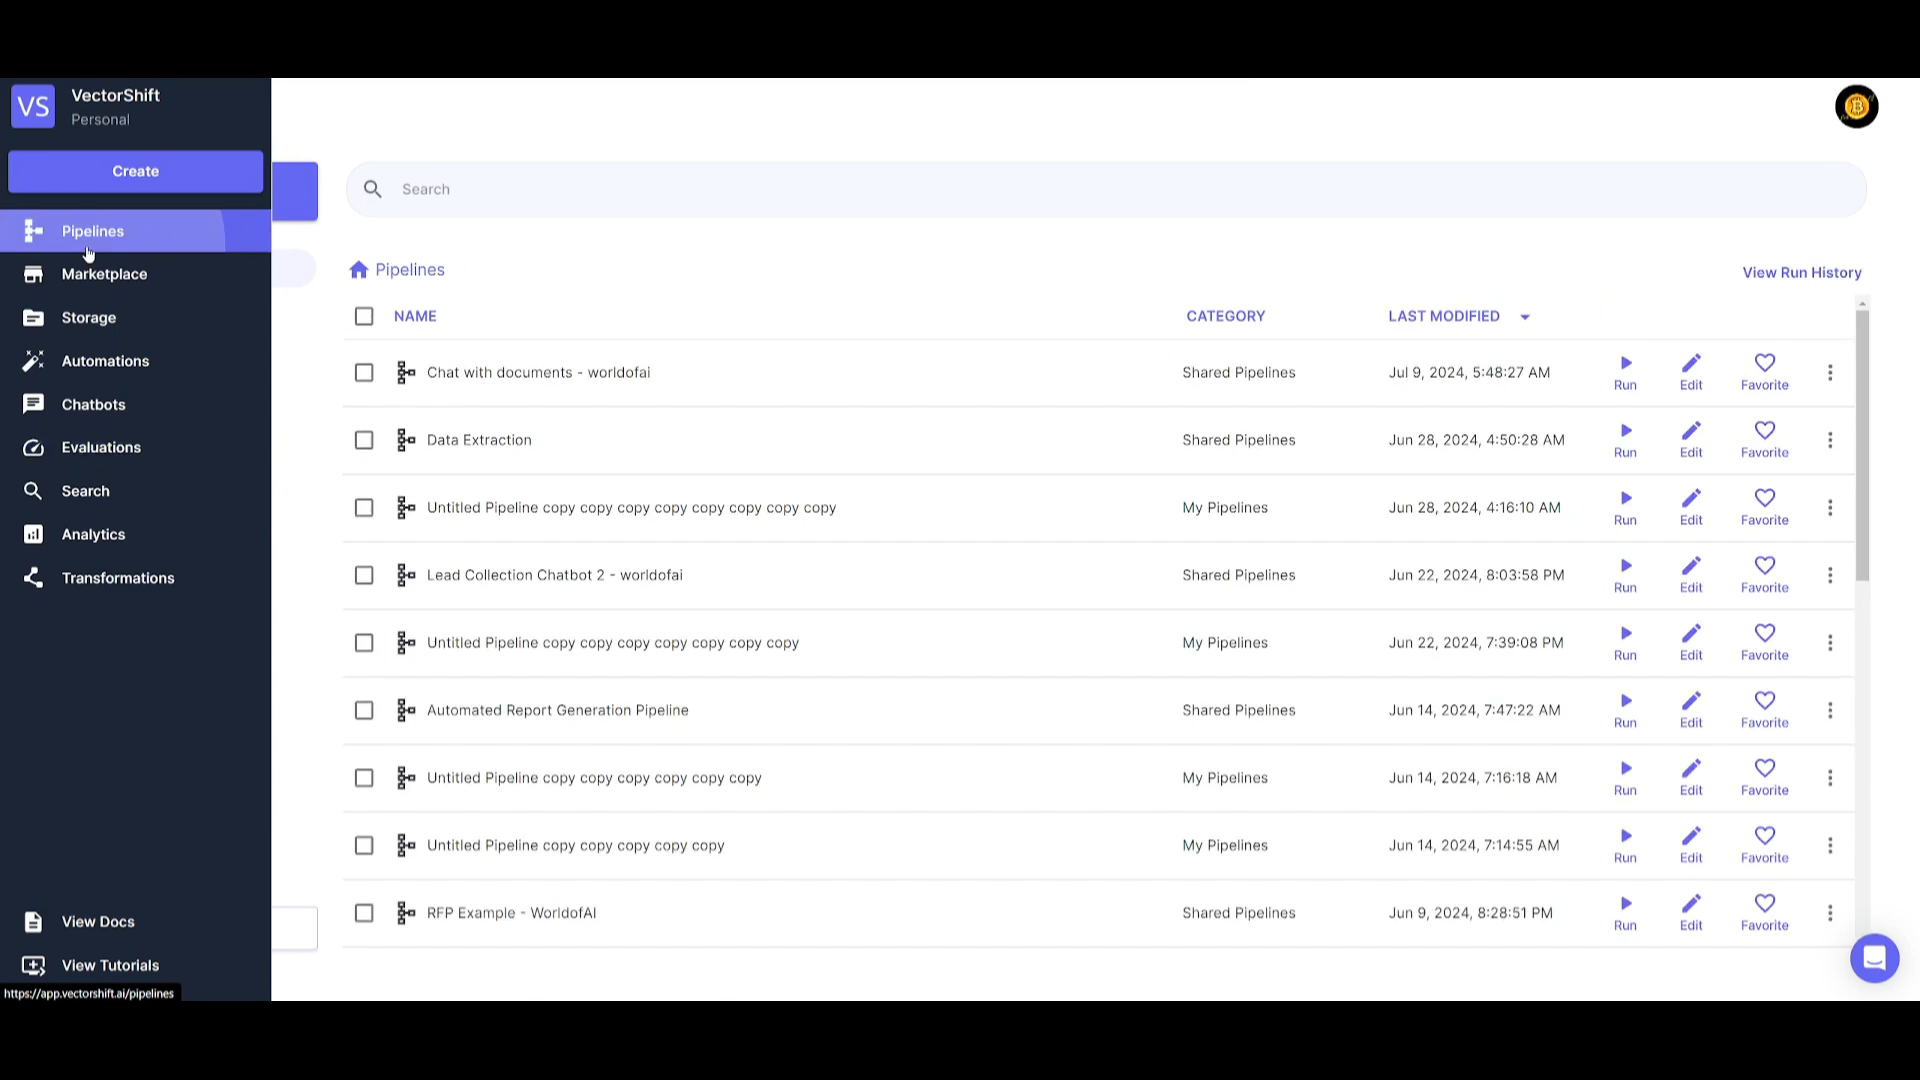 VS
VectorShift
Personal
Create
Pipelines
Marketplace
Storage
Automations
Chatbots
Evaluations
Search
Analytics
Transformations
View Docs
View Tutorials
https://app.vectorshift.ai/pipelines
Search
Pipelines
View Run History
NAME CATEGORY LAST MODIFIED
Chat with documents - worldofai Shared Pipelines Jul 9, 2024, 5:48:27 AM Run Edit Favorite
Data Extraction Shared Pipelines Jun 28, 2024, 4:50:28 AM Run Edit Favorite
Untitled Pipeline copy copy copy copy copy copy copy copy My Pipelines Jun 28, 2024, 4:16:10 AM Run Edit Favorite
Lead Collection Chatbot 2 - worldofai Shared Pipelines Jun 22, 2024, 8:03:58 PM Run Edit Favorite
Untitled Pipeline copy copy copy copy copy copy copy My Pipelines Jun 22, 2024, 7:39:08 PM Run Edit Favorite
Automated Report Generation Pipeline Shared Pipelines Jun 14, 2024, 7:47:22 AM Run Edit Favorite
Untitled Pipeline copy copy copy copy copy copy My Pipelines Jun 14, 2024, 7:16:18 AM Run Edit Favorite
Untitled Pipeline copy copy copy copy copy My Pipelines Jun 14, 2024, 7:14:55 AM Run Edit Favorite
RFP Example - WorldofAI Shared Pipelines Jun 9, 2024, 8:28:51 PM Run Edit Favorite